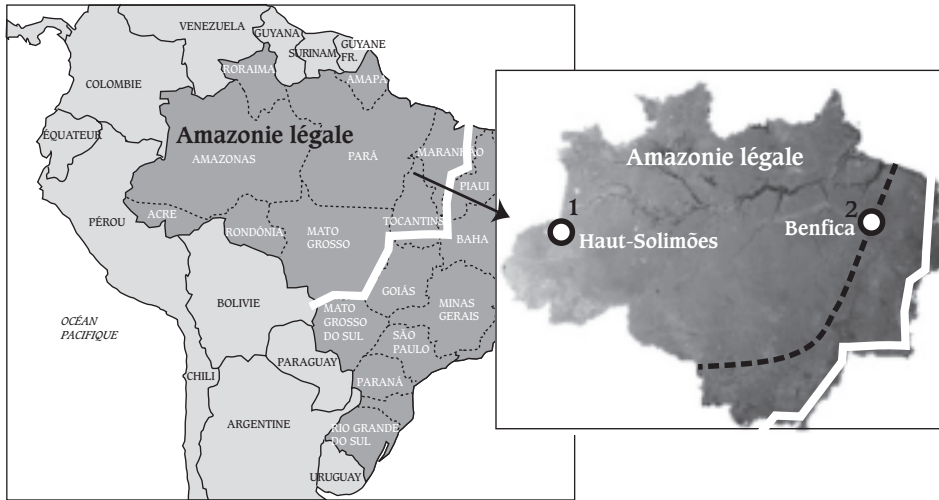 VENEZUELA
GUYANA
SURINAM
GUYANE
FR.
COLOMBIE
RORAIMA
AMAPÁ
ÉQUATEUR
Amazonie légale
AMAZONAS
PARÁ
MARANHÃO
PIAUI
PÉROU
ACRE
RONDÔNIA
MATO
GROSSO
TOCANTINS
BAHA
BOLIVIE
GOIÁS
MINAS
GERAIS
MATO
GROSSO
DO SUL
SÃO
PAULO
OCÉAN
PACIFIQUE
PARAGUAY
CHILI
PARANÁ
ARGENTINE
RIO GRANDE
DO SUL
URUGUAY
Amazonie légale
1
Haut-Solimões
2
Benfica